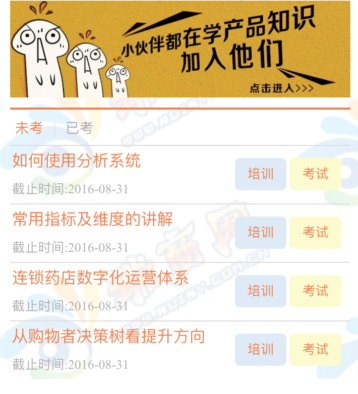 小伙伴都在学产品知识
加入他们
点击进入>>>
未考 | 已考
如何使用分析系统
截止时间:2016-08-31
培训 考试
常用指标及维度的讲解
截止时间:2016-08-31
培训 考试
连锁药店数字化运营体系
截止时间:2016-08-31
培训 考试
从购物者决策树看提升方向
截止时间:2016-08-31
培训 考试